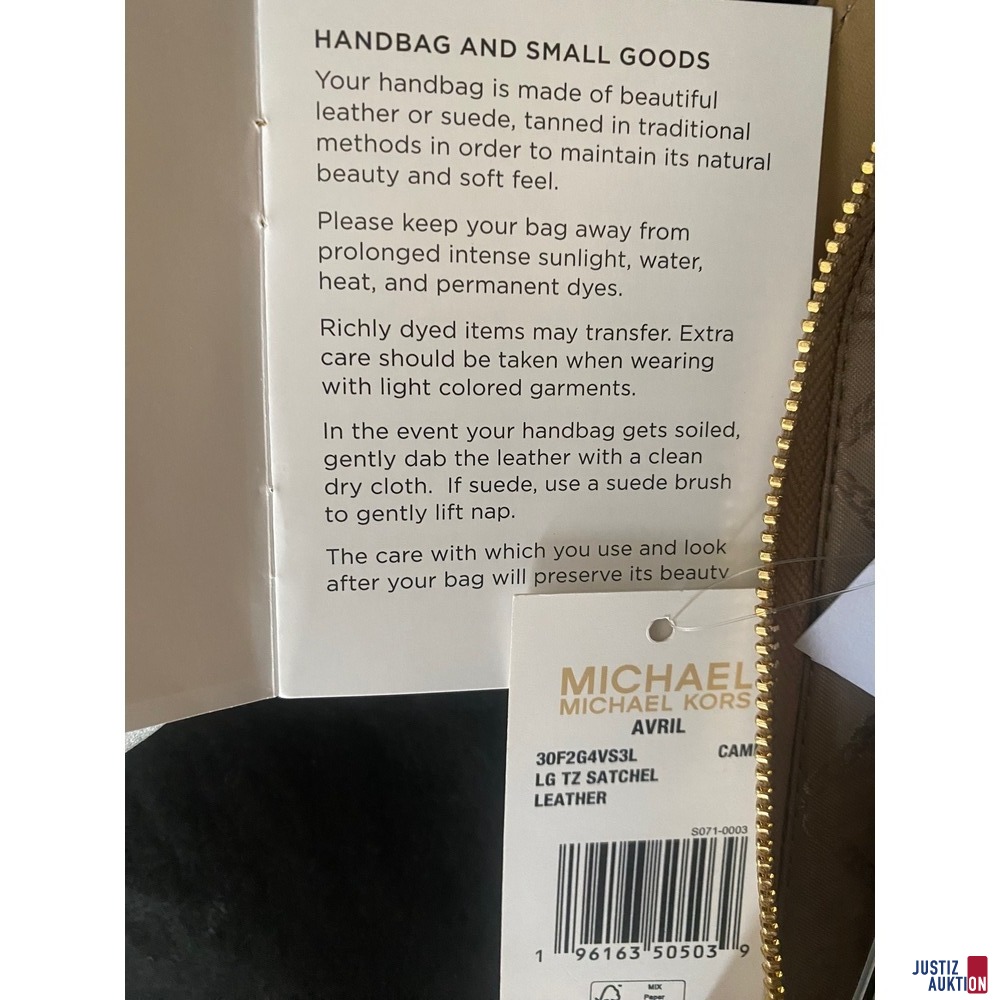 HANDBAG AND SMALL GOODS
Your handbag is made of beautiful
leather or suede, tanned in traditional
methods in order to maintain its natural
beauty and soft feel.
Please keep your bag away from
prolonged intense sunlight, water,
heat, and permanent dyes.
Richly dyed items may transfer. Extra
care should be taken when wearing
with light colored garments.
In the event your handbag gets soiled,
gently dab the leather with a clean
dry cloth. If suede, use a suede brush
to gently lift nap.
The care with which you use and look
after your bag will preserve its beauty
MICHAEL
MICHAEL KORS
AVRIL
30F2G4VS3L CAM
LG TZ SATCHEL
LEATHER
S071-0003
1 96163 50503 9
MIX
Paper
JUSTIZ
AUKTION